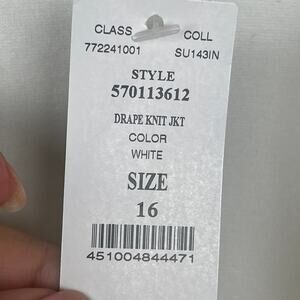 CLASS COLL
772241001 SU143IN
STYLE
570113612
DRAPE KNIT JKT
COLOR
WHITE
SIZE
16
451004844471